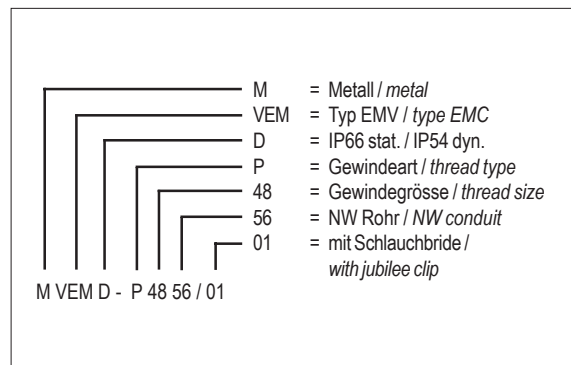 M = Metall / metal
VEM = Typ EMV / type EMC
D = IP66 stat. / IP54 dyn.
P = Gewindeart / thread type
48 = Gewindegrösse / thread size
56 = NW Rohr / NW conduit
01 = mit Schlauchbride /
with jubilee clip
M VEM D - P 48 56 / 01